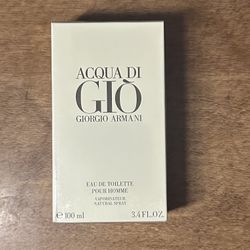 ACQUA DI
GIÒ
GIORGIO ARMANI
EAU DE TOILETTE
POUR HOMME
VAPORISATEUR
NATURAL SPRAY
℮ 100 ml 3.4 FL.OZ.